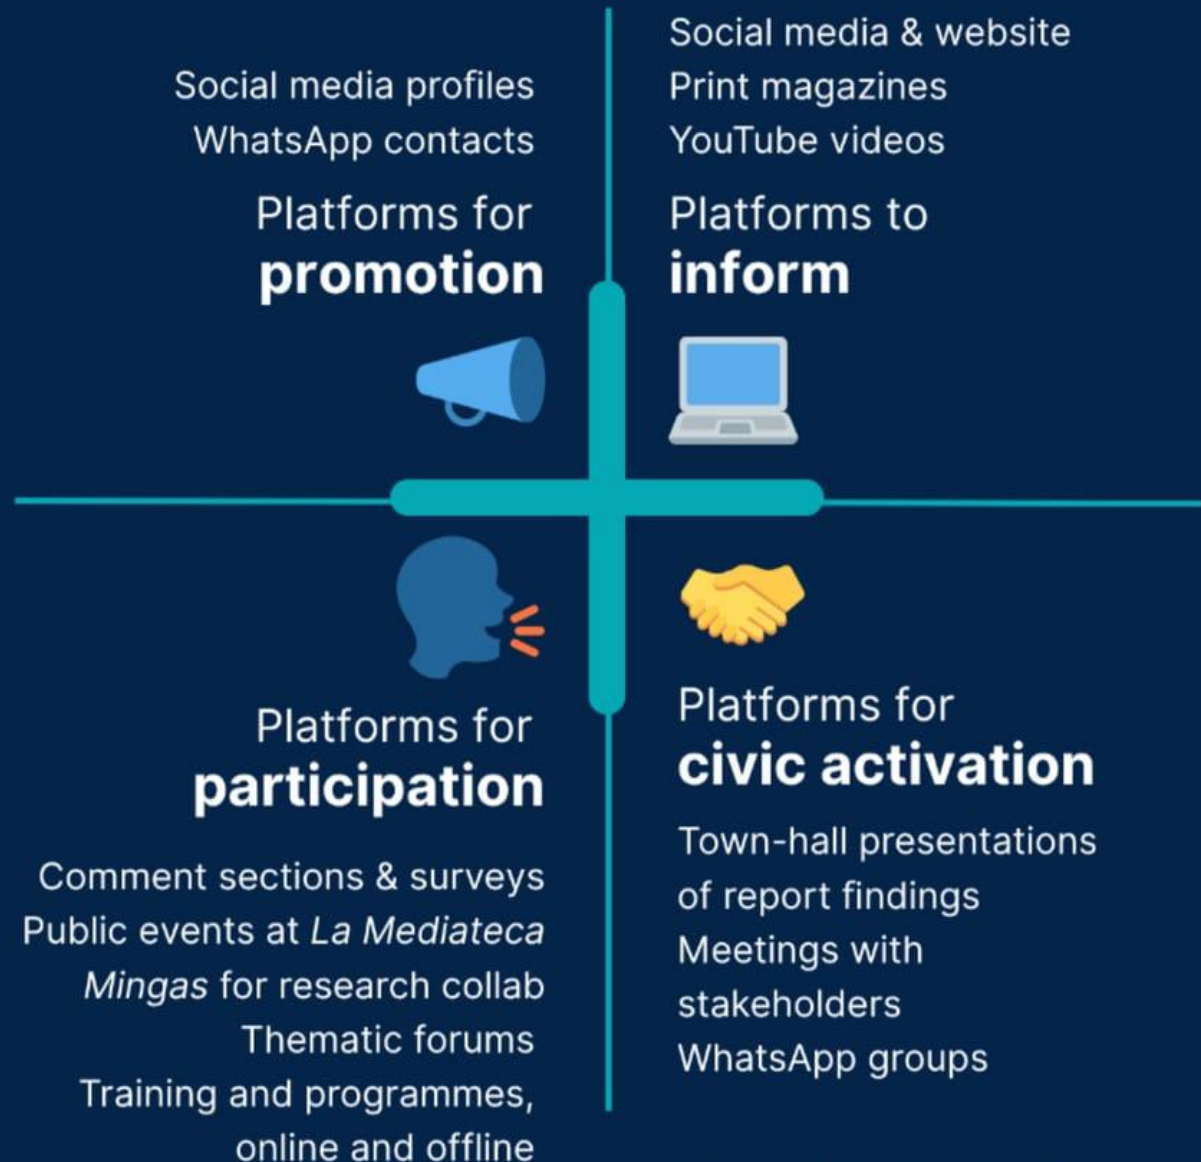 Social media profiles
WhatsApp contacts
Platforms for
promotion
Social media & website
Print magazines
YouTube videos
Platforms to
inform
Platforms for
participation
Comment sections & surveys
Public events at La Mediateca
Mingas for research collab
Thematic forums
Training and programmes,
online and offline
Platforms for
civic activation
Town-hall presentations
of report findings
Meetings with
stakeholders
WhatsApp groups